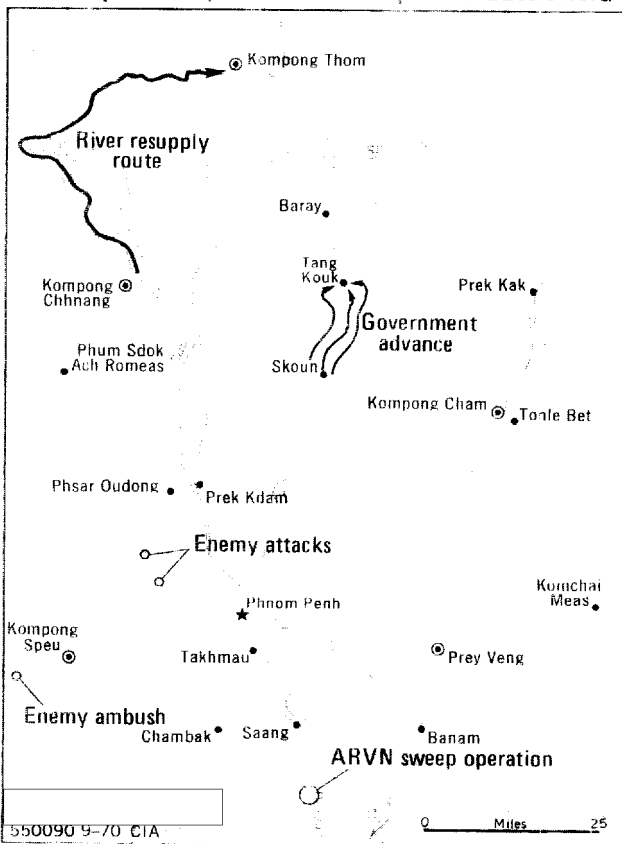 Kompong Thom
River resupply
route
Baray
Tang
Kouk
Kompong
Chhnang
Prek Kak
Government
advance
Phum Sdok
Ach Romeas
Skoun
Kompong Cham
Tonle Bet
Phsar Oudong
Prek Kdam
Enemy attacks
Phnom Penh
Komchai
Meas
Kompong
Speu
Takhmau
Prey Veng
Enemy ambush
Chambak
Saang
Banam
ARVN sweep operation
0 Miles 25
550090 9-70 CIA